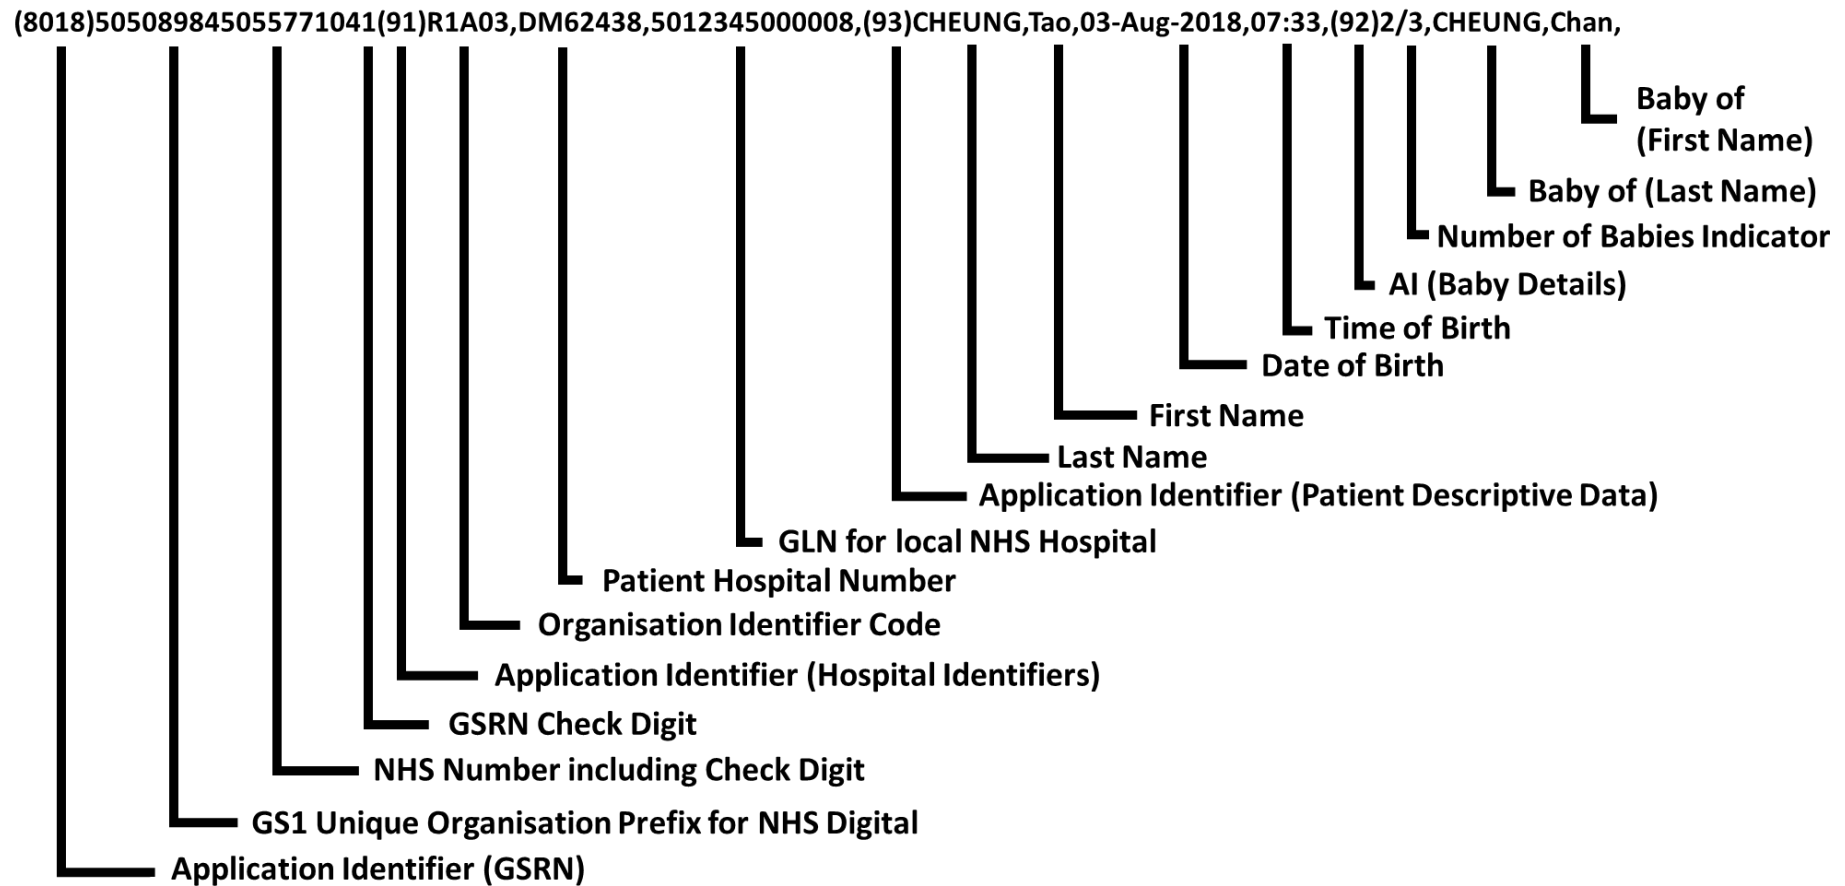 (8018)505089845055771041(91)R1A03,DM62438,5012345000008,(93)CHEUNG,Tao,03-Aug-2018,07:33,(92)2/3,CHEUNG,Chan,
Baby of
(First Name)
Baby of (Last Name)
Number of Babies Indicator
AI (Baby Details)
Time of Birth
Date of Birth
First Name
Last Name
Application Identifier (Patient Descriptive Data)
GLN for local NHS Hospital
Patient Hospital Number
Organisation Identifier Code
Application Identifier (Hospital Identifiers)
GSRN Check Digit
NHS Number including Check Digit
GS1 Unique Organisation Prefix for NHS Digital
Application Identifier (GSRN)